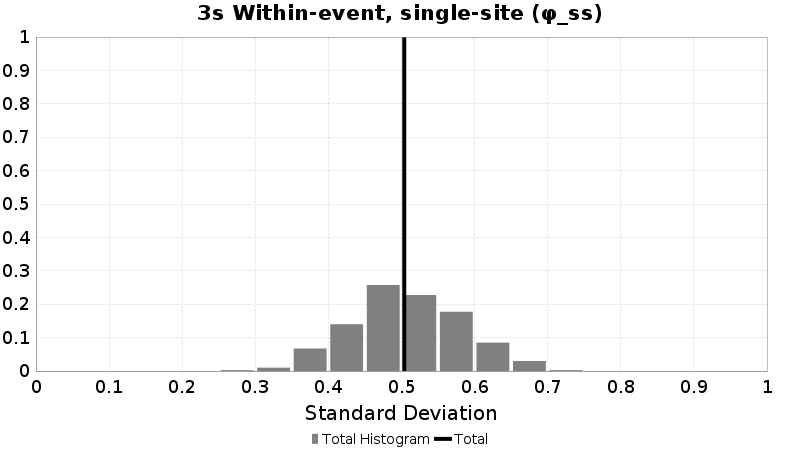 3s Within-event, single-site (φ_ss)
1
0.9
0.8
0.7
0.6
0.5
0.4
0.3
0.2
0.1
0
0 0.1 0.2 0.3 0.4 0.5 0.6 0.7 0.8 0.9 1
Standard Deviation
Total Histogram Total